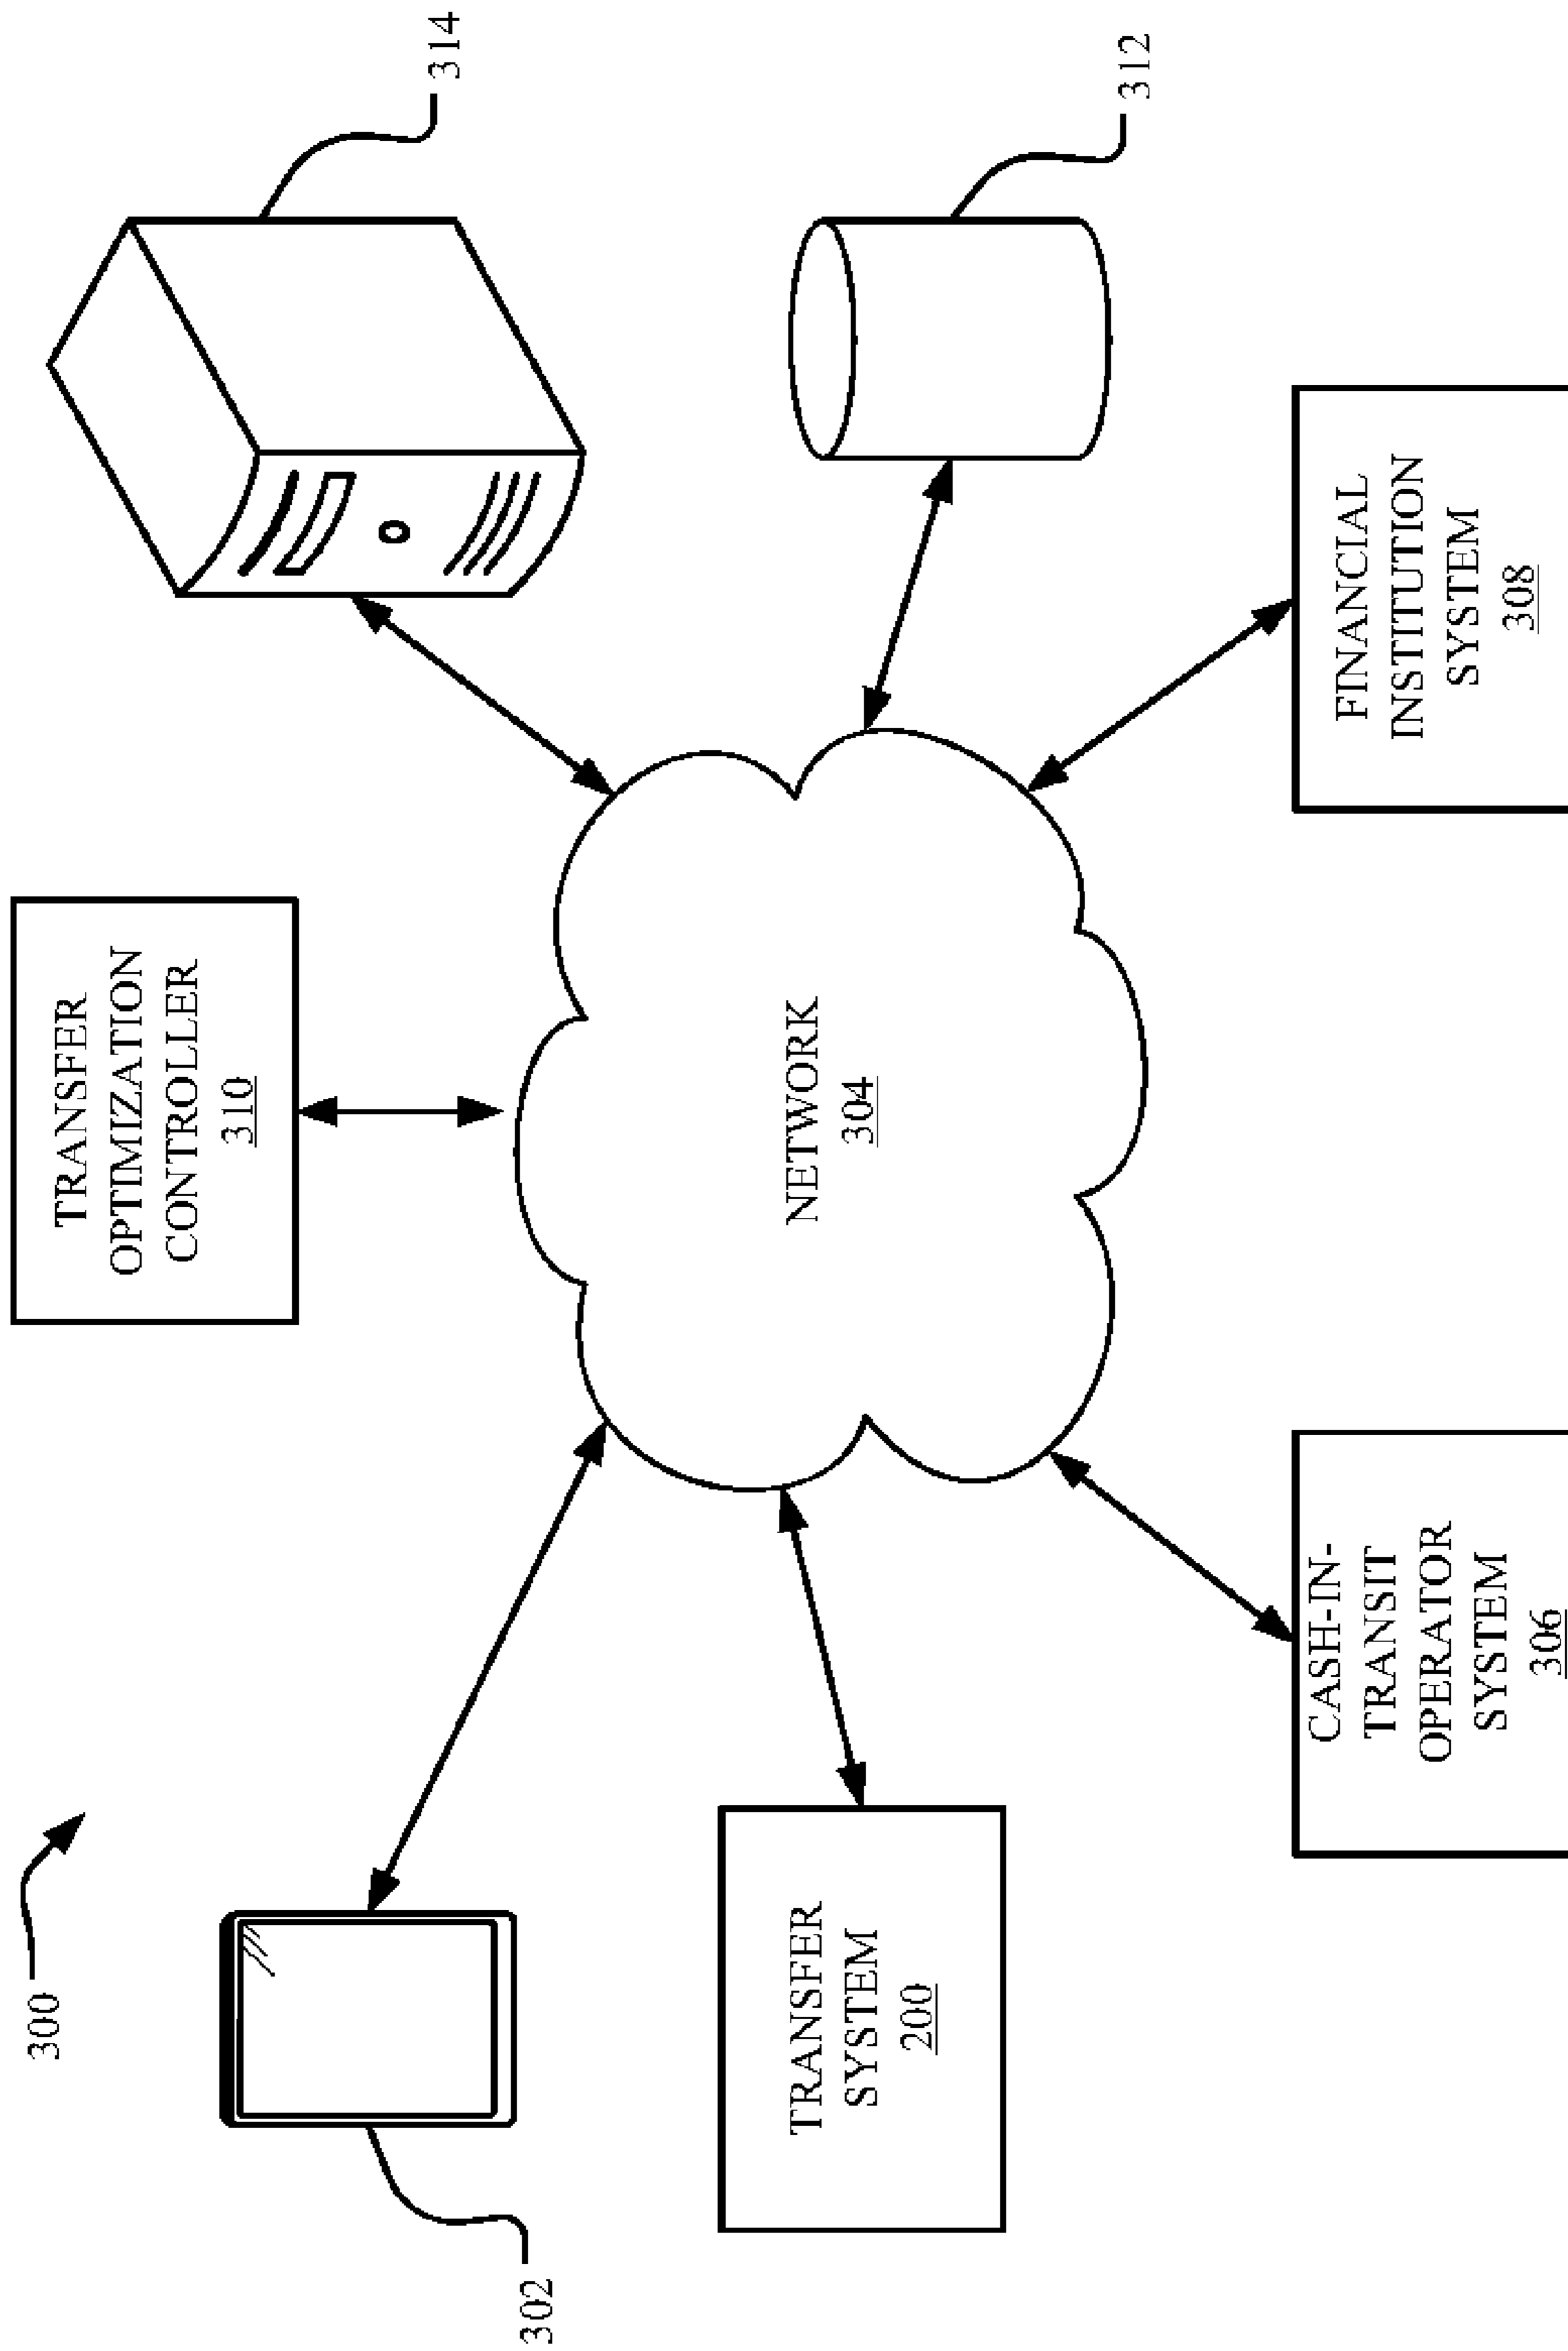 300
TRANSFER
OPTIMIZATION
CONTROLLER
310
314
302
NETWORK
304
TRANSFER
SYSTEM
200
312
CASH-IN-
TRANSIT
OPERATOR
SYSTEM
306
FINANCIAL
INSTITUTION
SYSTEM
308